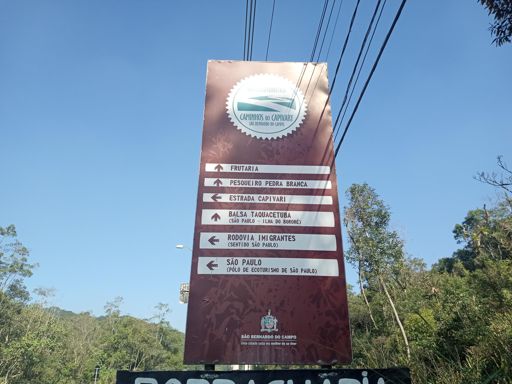 CAMINHOS DO CAPIVARI
SÃO BERNARDO DO CAMPO
FRUTARIA
PESQUEIRO PEDRA BRANCA
ESTRADA CAPIVARI
BALSA TAQUACETUBA
(SÃO PAULO - ILHA DO BORORÉ)
RODOVIA IMIGRANTES
(SENTIDO SÃO PAULO)
SÃO PAULO
(PÓLO DE ECOTURISMO DE SÃO PAULO)
SÃO BERNARDO DO CAMPO